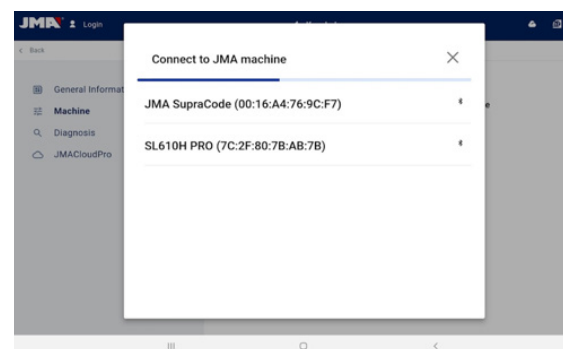 JMA Login
Back
Connect to JMA machine
JMA SupraCode (00:16:A4:76:9C:F7)
SL610H PRO (7C:2F:80:7B:AB:7B)
General Informat
Machine
Diagnosis
JMACloudPro